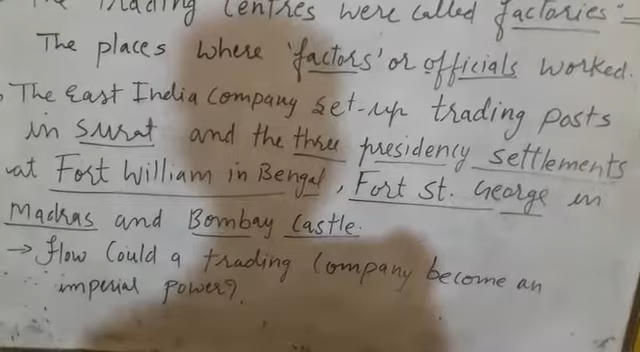 The trading centres were called factories" =
The places where 'factors' or officials worked.
The East India Company set-up trading posts
in Surat and the three presidency settlements
at Fort William in Bengal, Fort St. George in
Madras and Bombay Castle.
→ How Could a trading Company become an
imperial power?